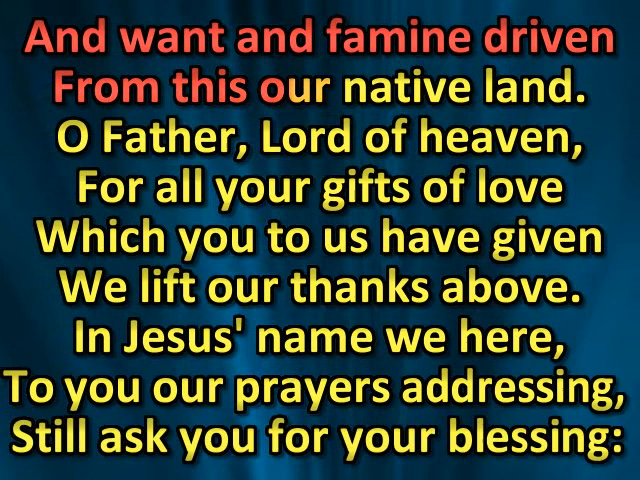 And want and famine driven
From this our native land.
O Father, Lord of heaven,
For all your gifts of love
Which you to us have given
We lift our thanks above.
In Jesus' name we here,
To you our prayers addressing,
Still ask you for your blessing: